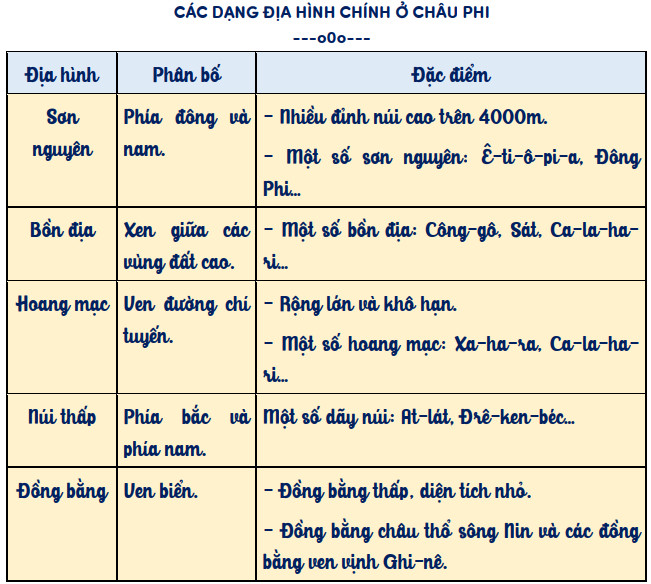 CÁC DẠNG ĐỊA HÌNH CHÍNH Ở CHÂU PHI
---o0o---
Địa hình Phân bố Đặc điểm
Sơn nguyên
Phía đông và nam.
- Nhiều đỉnh núi cao trên 4000m.
- Một số sơn nguyên: Ê-ti-ô-pi-a, Đông
Phi...
Bồn địa
Xen giữa các
vùng đất cao.
- Một số bồn địa: Công-gô, Sát, Ca-la-ha-
ri...
Hoang mạc
Ven đường chí
tuyến.
- Rộng lớn và khô hạn.
- Một số hoang mạc: Xa-ha-ra, Ca-la-ha-
ri...
Núi thấp
Phía bắc và
phía nam.
Một số dãy núi: At-lát, Đrê-ken-béc...
Đồng bằng
Ven biển.
- Đồng bằng thấp, diện tích nhỏ.
- Đồng bằng châu thổ sông Nin và các đồng
bằng ven vịnh Ghi-nê.